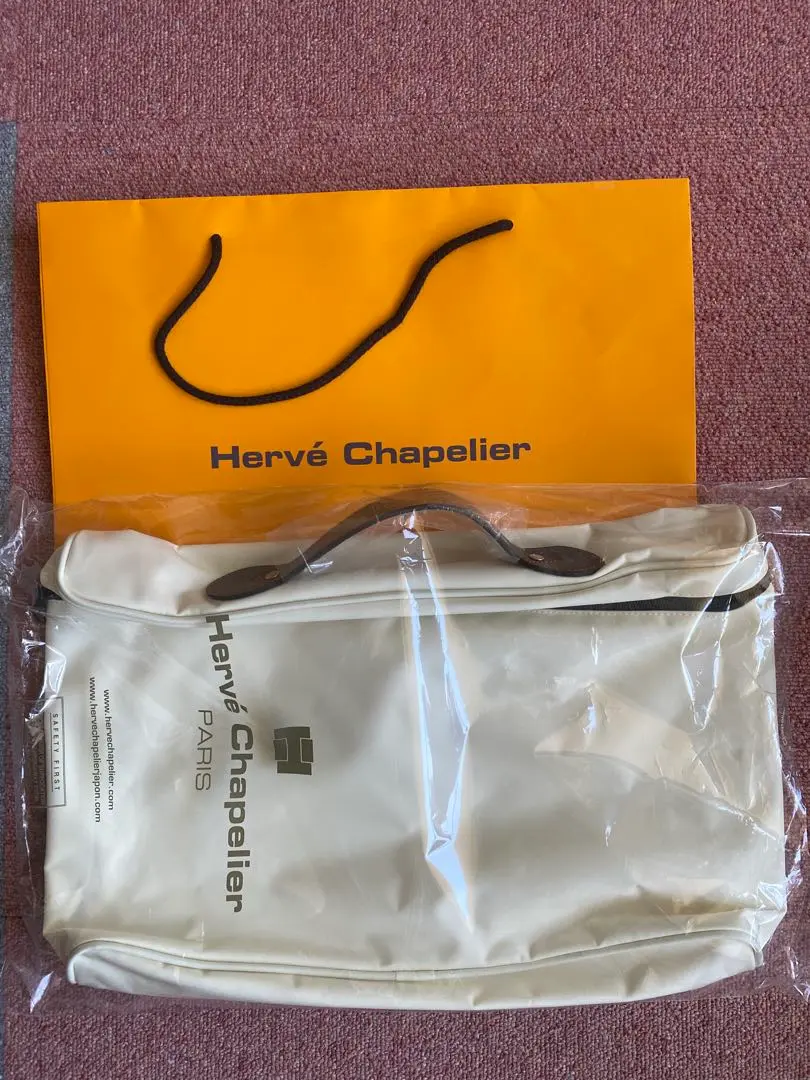 Hervé Chapelier
Hervé Chapelier
PARIS
www.hervechapelier.com
www.hervechapelierjapon.com
SAFETY FIRST